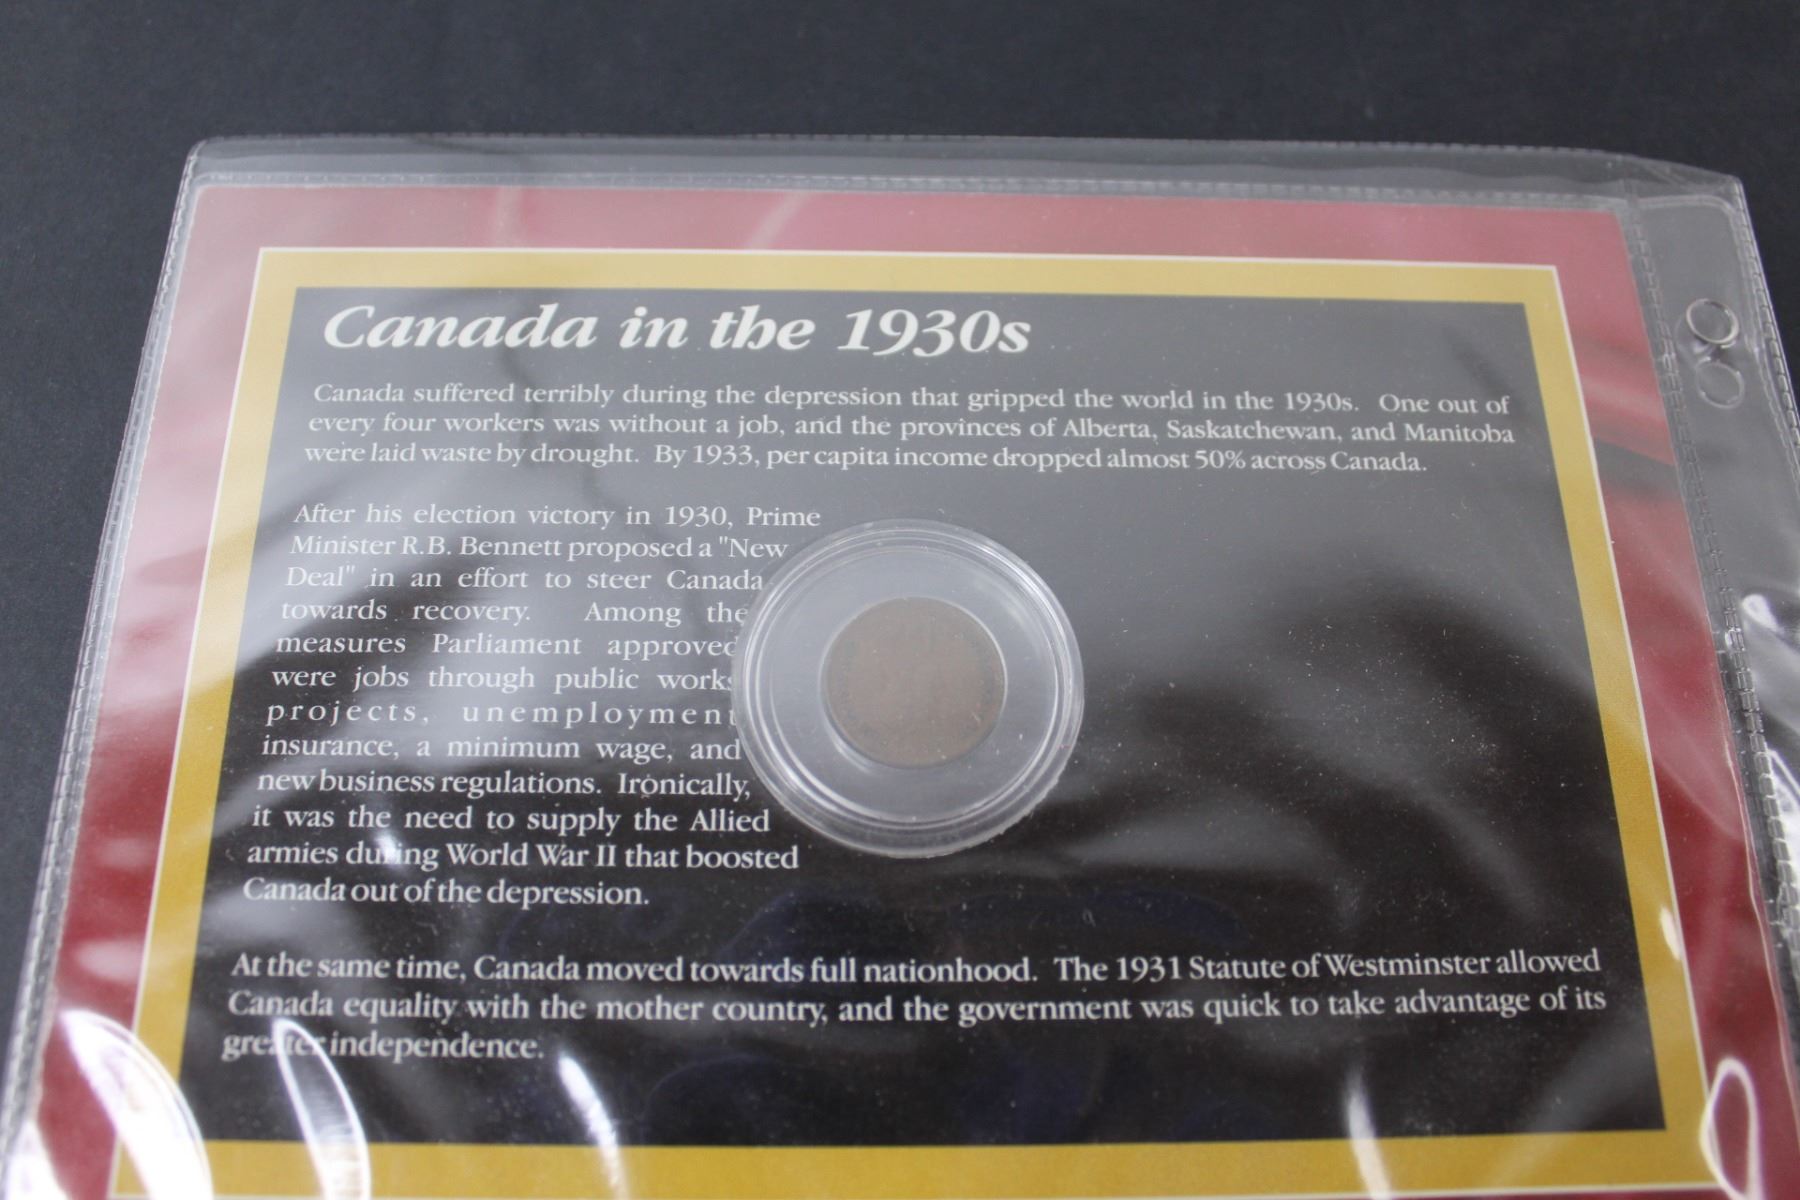 Canada in the 1930s
Canada suffered terribly during the depression that gripped the world in the 1930s. One out of
every four workers was without a job, and the provinces of Alberta, Saskatchewan, and Manitoba
were laid waste by drought. By 1933, per capita income dropped almost 50% across Canada.
After his election victory in 1930, Prime
Minister R.B. Bennett proposed a "New
Deal" in an effort to steer Canada
towards recovery. Among the
measures Parliament approved
were jobs through public works
projects, unemployment
insurance, a minimum wage, and
new business regulations. Ironically,
it was the need to supply the Allied
armies during World War II that boosted
Canada out of the depression.
At the same time, Canada moved towards full nationhood. The 1931 Statute of Westminster allowed
Canada equality with the mother country, and the government was quick to take advantage of its
greater independence.